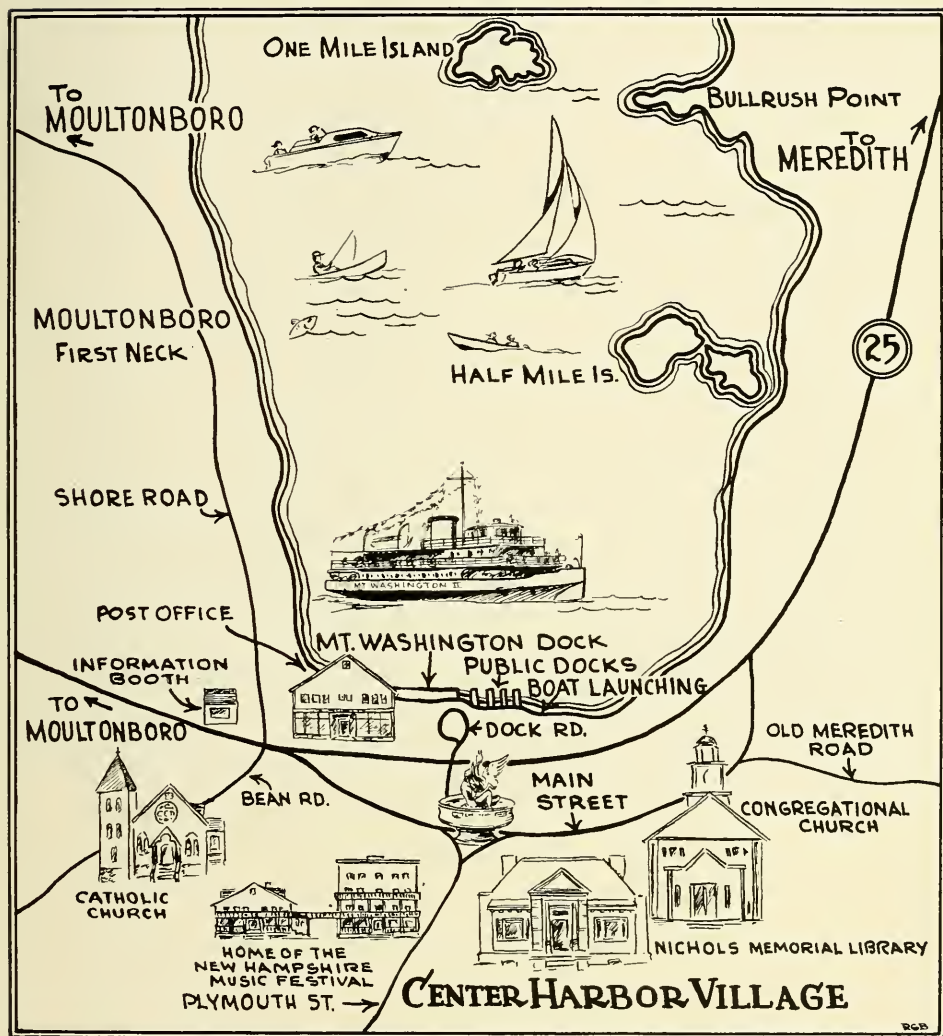 ONE MILE ISLAND
TO
MOULTONBORO
BULLRUSH POINT
TO
MEREDITH
MOULTONBORO
FIRST NECK
25
HALF MILE IS.
SHORE ROAD
MT WASHINGTON II
POST OFFICE
MT. WASHINGTON DOCK
PUBLIC DOCKS
BOAT LAUNCHING
INFORMATION
BOOTH
TO
MOULTONBORO
DOCK RD.
OLD MEREDITH
ROAD
BEAN RD.
MAIN
STREET
CONGREGATIONAL
CHURCH
CATHOLIC
CHURCH
HOME OF THE
NEW HAMPSHIRE
MUSIC FESTIVAL
NICHOLS MEMORIAL LIBRARY
PLYMOUTH ST.
CENTER HARBOR VILLAGE
RGB